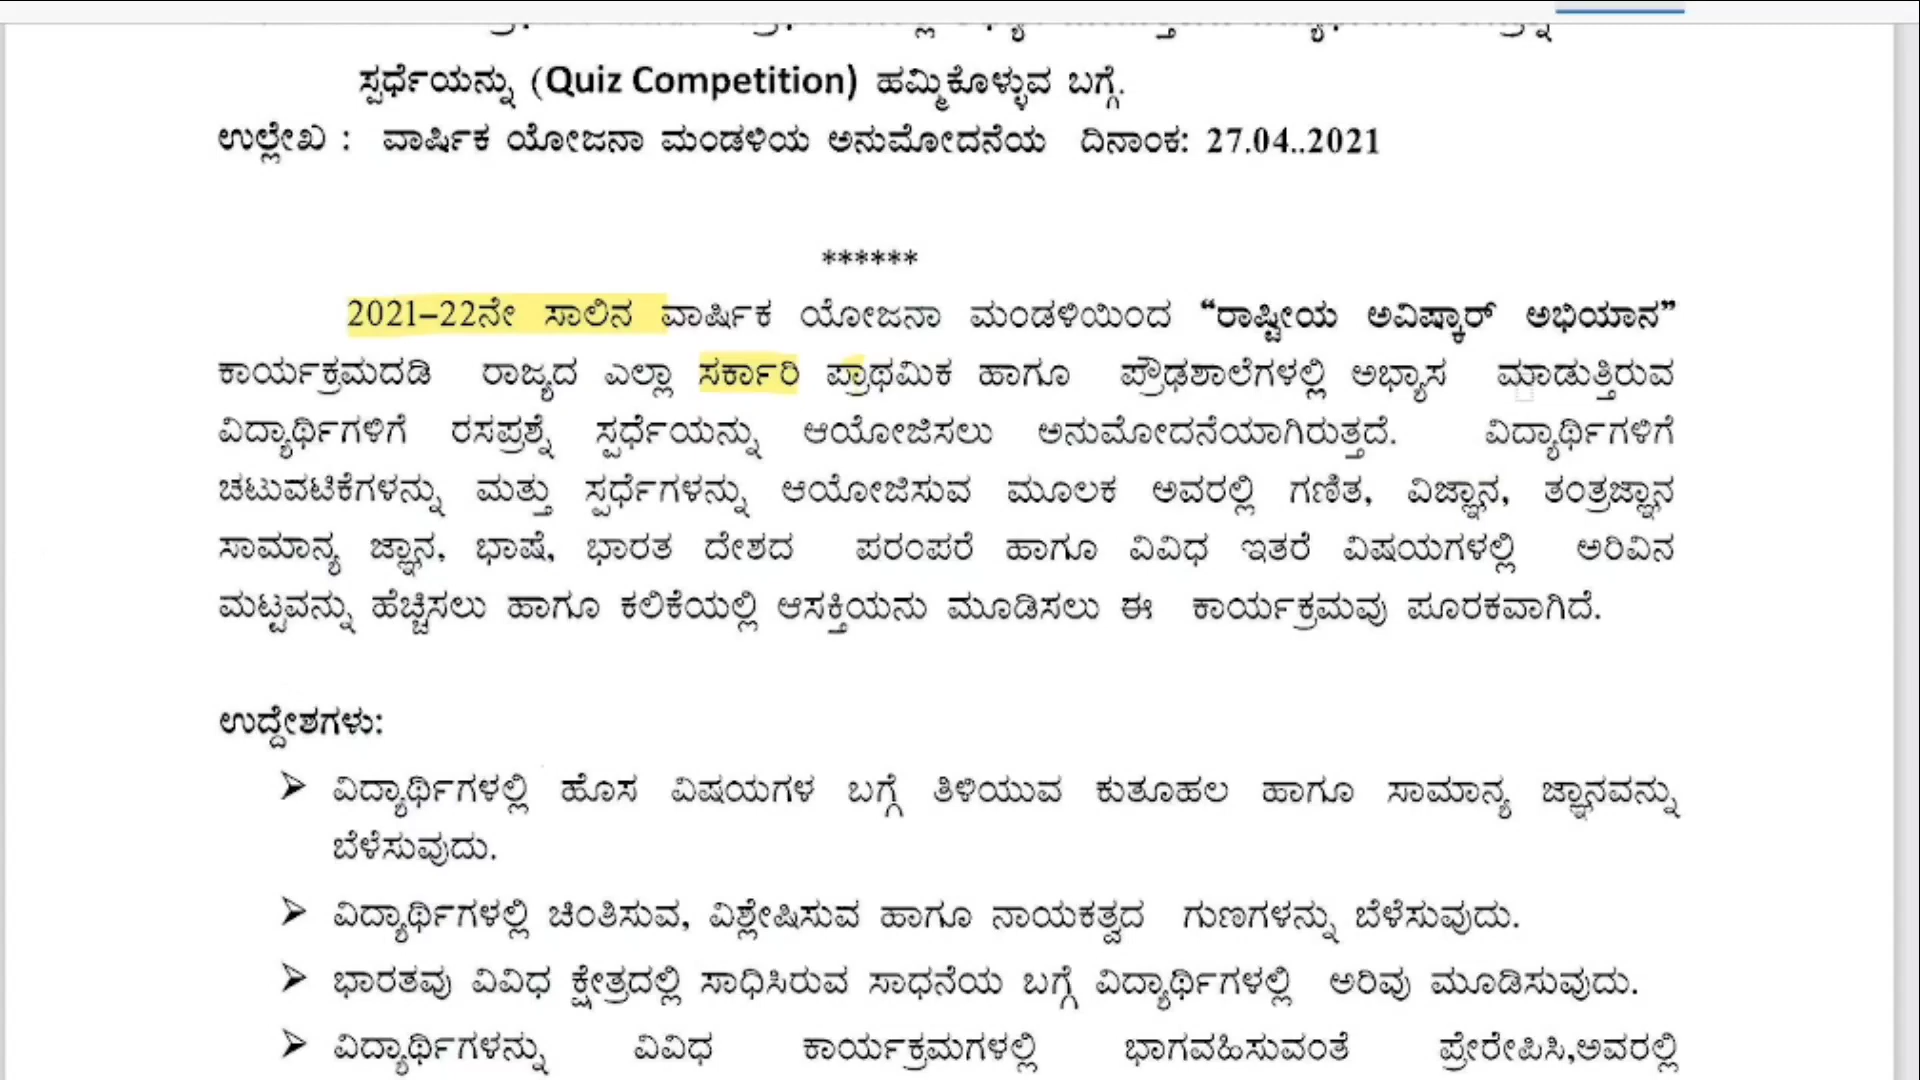 ಸ್ಪರ್ಧೆಯನ್ನು (Quiz Competition) ಹಮ್ಮಿಕೊಳ್ಳುವ ಬಗ್ಗೆ.
ಉಲ್ಲೇಖ : ವಾರ್ಷಿಕ ಯೋಜನಾ ಮಂಡಳಿಯ ಅನುಮೋದನೆಯ ದಿನಾಂಕ: 27.04..2021
******
2021-22ನೇ ಸಾಲಿನ ವಾರ್ಷಿಕ ಯೋಜನಾ ಮಂಡಳಿಯಿಂದ “ರಾಷ್ಟೀಯ ಅವಿಷ್ಕಾರ್ ಅಭಿಯಾನ”
ಕಾರ್ಯಕ್ರಮದಡಿ ರಾಜ್ಯದ ಎಲ್ಲಾ ಸರ್ಕಾರಿ ಪ್ರಾಥಮಿಕ ಹಾಗೂ ಪ್ರೌಢಶಾಲೆಗಳಲ್ಲಿ ಅಭ್ಯಾಸ ಮಾಡುತ್ತಿರುವ
ವಿದ್ಯಾರ್ಥಿಗಳಿಗೆ ರಸಪ್ರಶ್ನೆ ಸ್ಪರ್ಧೆಯನ್ನು ಆಯೋಜಿಸಲು ಅನುಮೋದನೆಯಾಗಿರುತ್ತದೆ. ವಿದ್ಯಾರ್ಥಿಗಳಿಗೆ
ಚಟುವಟಿಕೆಗಳನ್ನು ಮತ್ತು ಸ್ಪರ್ಧೆಗಳನ್ನು ಆಯೋಜಿಸುವ ಮೂಲಕ ಅವರಲ್ಲಿ ಗಣಿತ, ವಿಜ್ಞಾನ, ತಂತ್ರಜ್ಞಾನ
ಸಾಮಾನ್ಯ ಜ್ಞಾನ, ಭಾಷೆ, ಭಾರತ ದೇಶದ ಪರಂಪರೆ ಹಾಗೂ ವಿವಿಧ ಇತರೆ ವಿಷಯಗಳಲ್ಲಿ ಅರಿವಿನ
ಮಟ್ಟವನ್ನು ಹೆಚ್ಚಿಸಲು ಹಾಗೂ ಕಲಿಕೆಯಲ್ಲಿ ಆಸಕ್ತಿಯನು ಮೂಡಿಸಲು ಈ ಕಾರ್ಯಕ್ರಮವು ಪೂರಕವಾಗಿದೆ.
ಉದ್ದೇಶಗಳು:
➢ ವಿದ್ಯಾರ್ಥಿಗಳಲ್ಲಿ ಹೊಸ ವಿಷಯಗಳ ಬಗ್ಗೆ ತಿಳಿಯುವ ಕುತೂಹಲ ಹಾಗೂ ಸಾಮಾನ್ಯ ಜ್ಞಾನವನ್ನು
ಬೆಳೆಸುವುದು.
➢ ವಿದ್ಯಾರ್ಥಿಗಳಲ್ಲಿ ಚಿಂತಿಸುವ, ವಿಶ್ಲೇಷಿಸುವ ಹಾಗೂ ನಾಯಕತ್ವದ ಗುಣಗಳನ್ನು ಬೆಳೆಸುವುದು.
➢ ಭಾರತವು ವಿವಿಧ ಕ್ಷೇತ್ರದಲ್ಲಿ ಸಾಧಿಸಿರುವ ಸಾಧನೆಯ ಬಗ್ಗೆ ವಿದ್ಯಾರ್ಥಿಗಳಲ್ಲಿ ಅರಿವು ಮೂಡಿಸುವುದು.
➢ ವಿದ್ಯಾರ್ಥಿಗಳನ್ನು ವಿವಿಧ ಕಾರ್ಯಕ್ರಮಗಳಲ್ಲಿ ಭಾಗವಹಿಸುವಂತೆ ಪ್ರೇರೇಪಿಸಿ,ಅವರಲ್ಲಿ